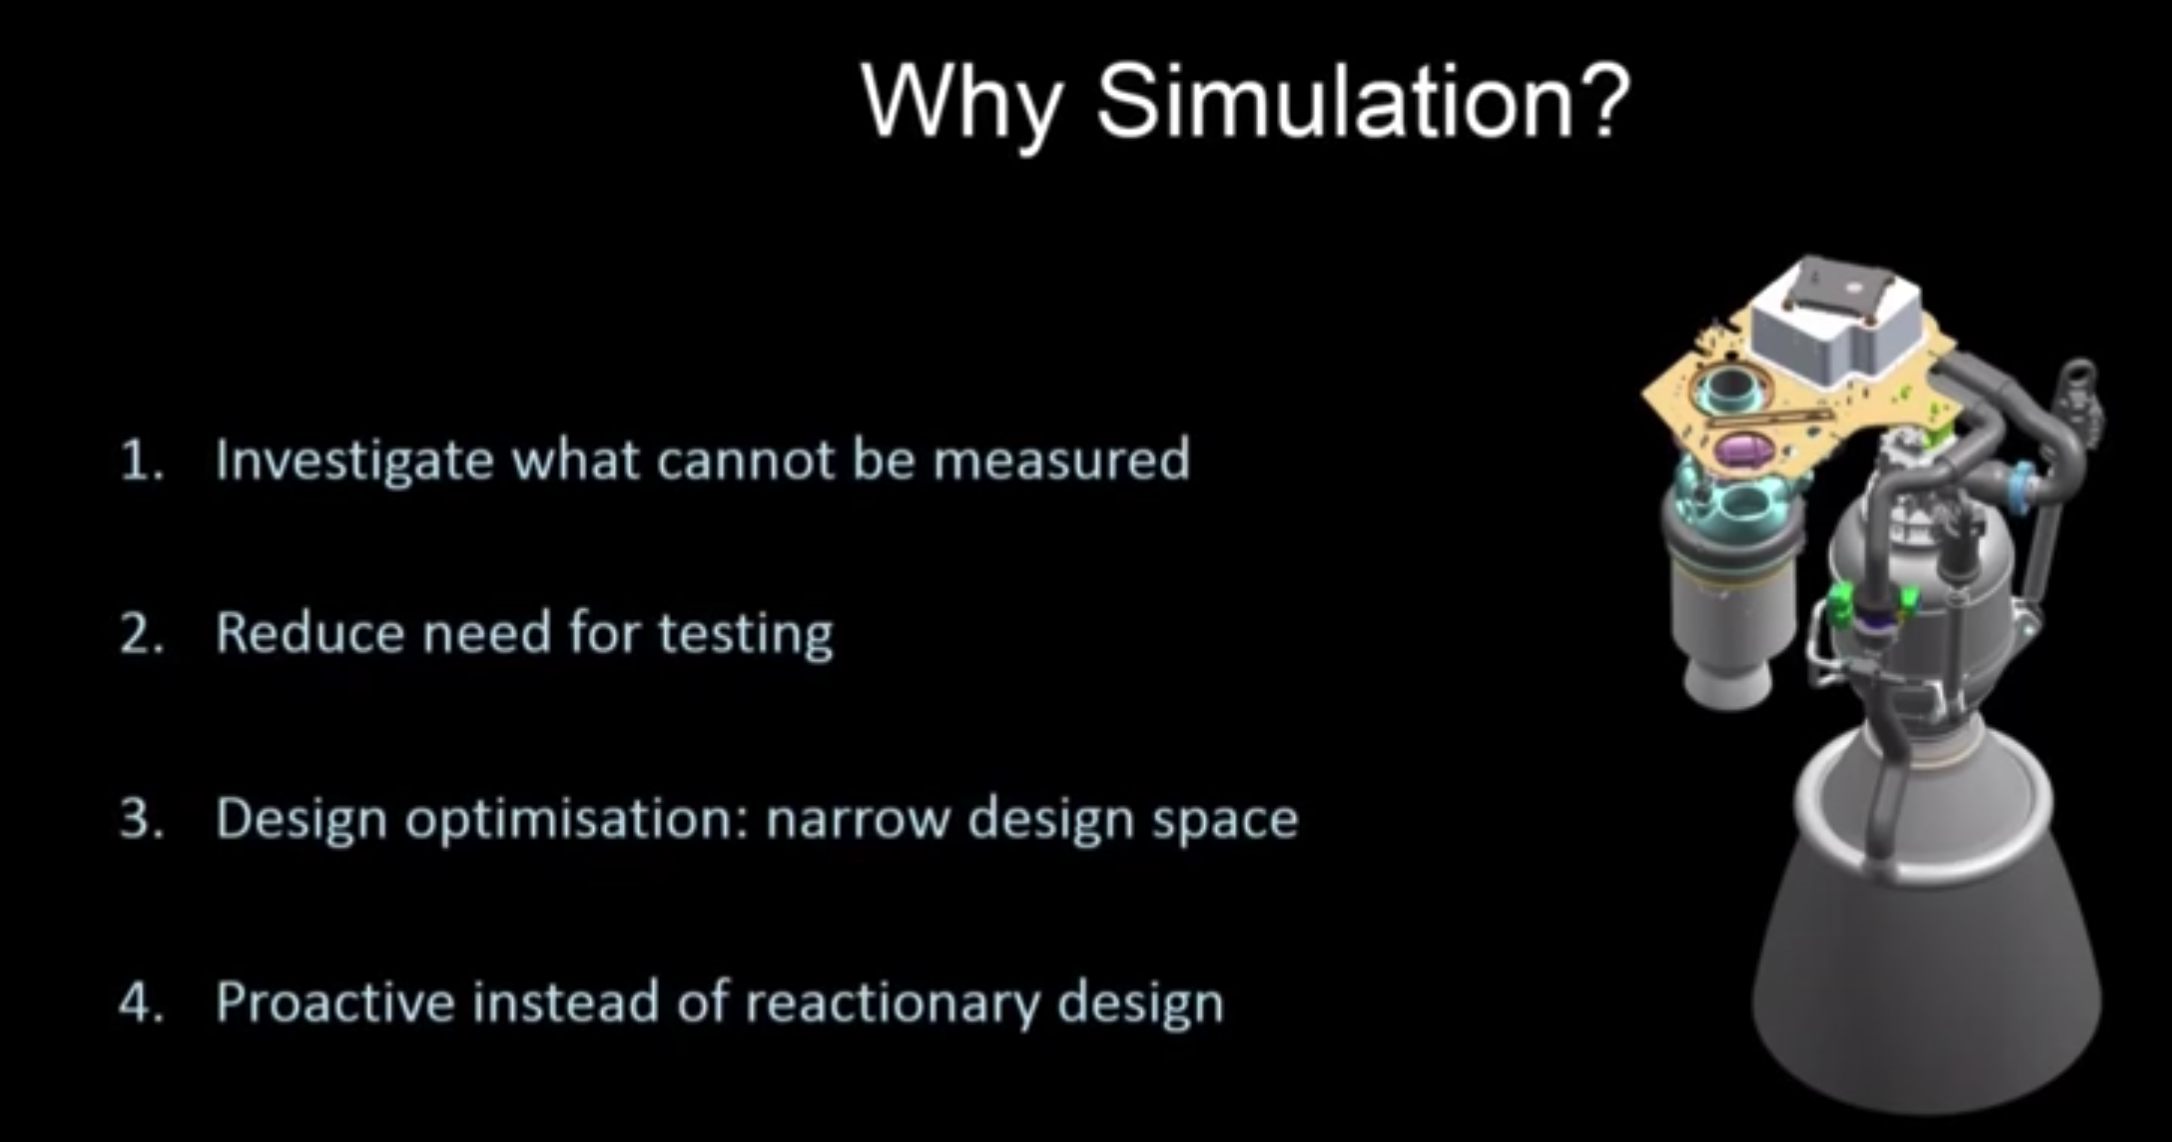 Why Simulation?
1. Investigate what cannot be measured
2. Reduce need for testing
3. Design optimisation: narrow design space
4. Proactive instead of reactionary design